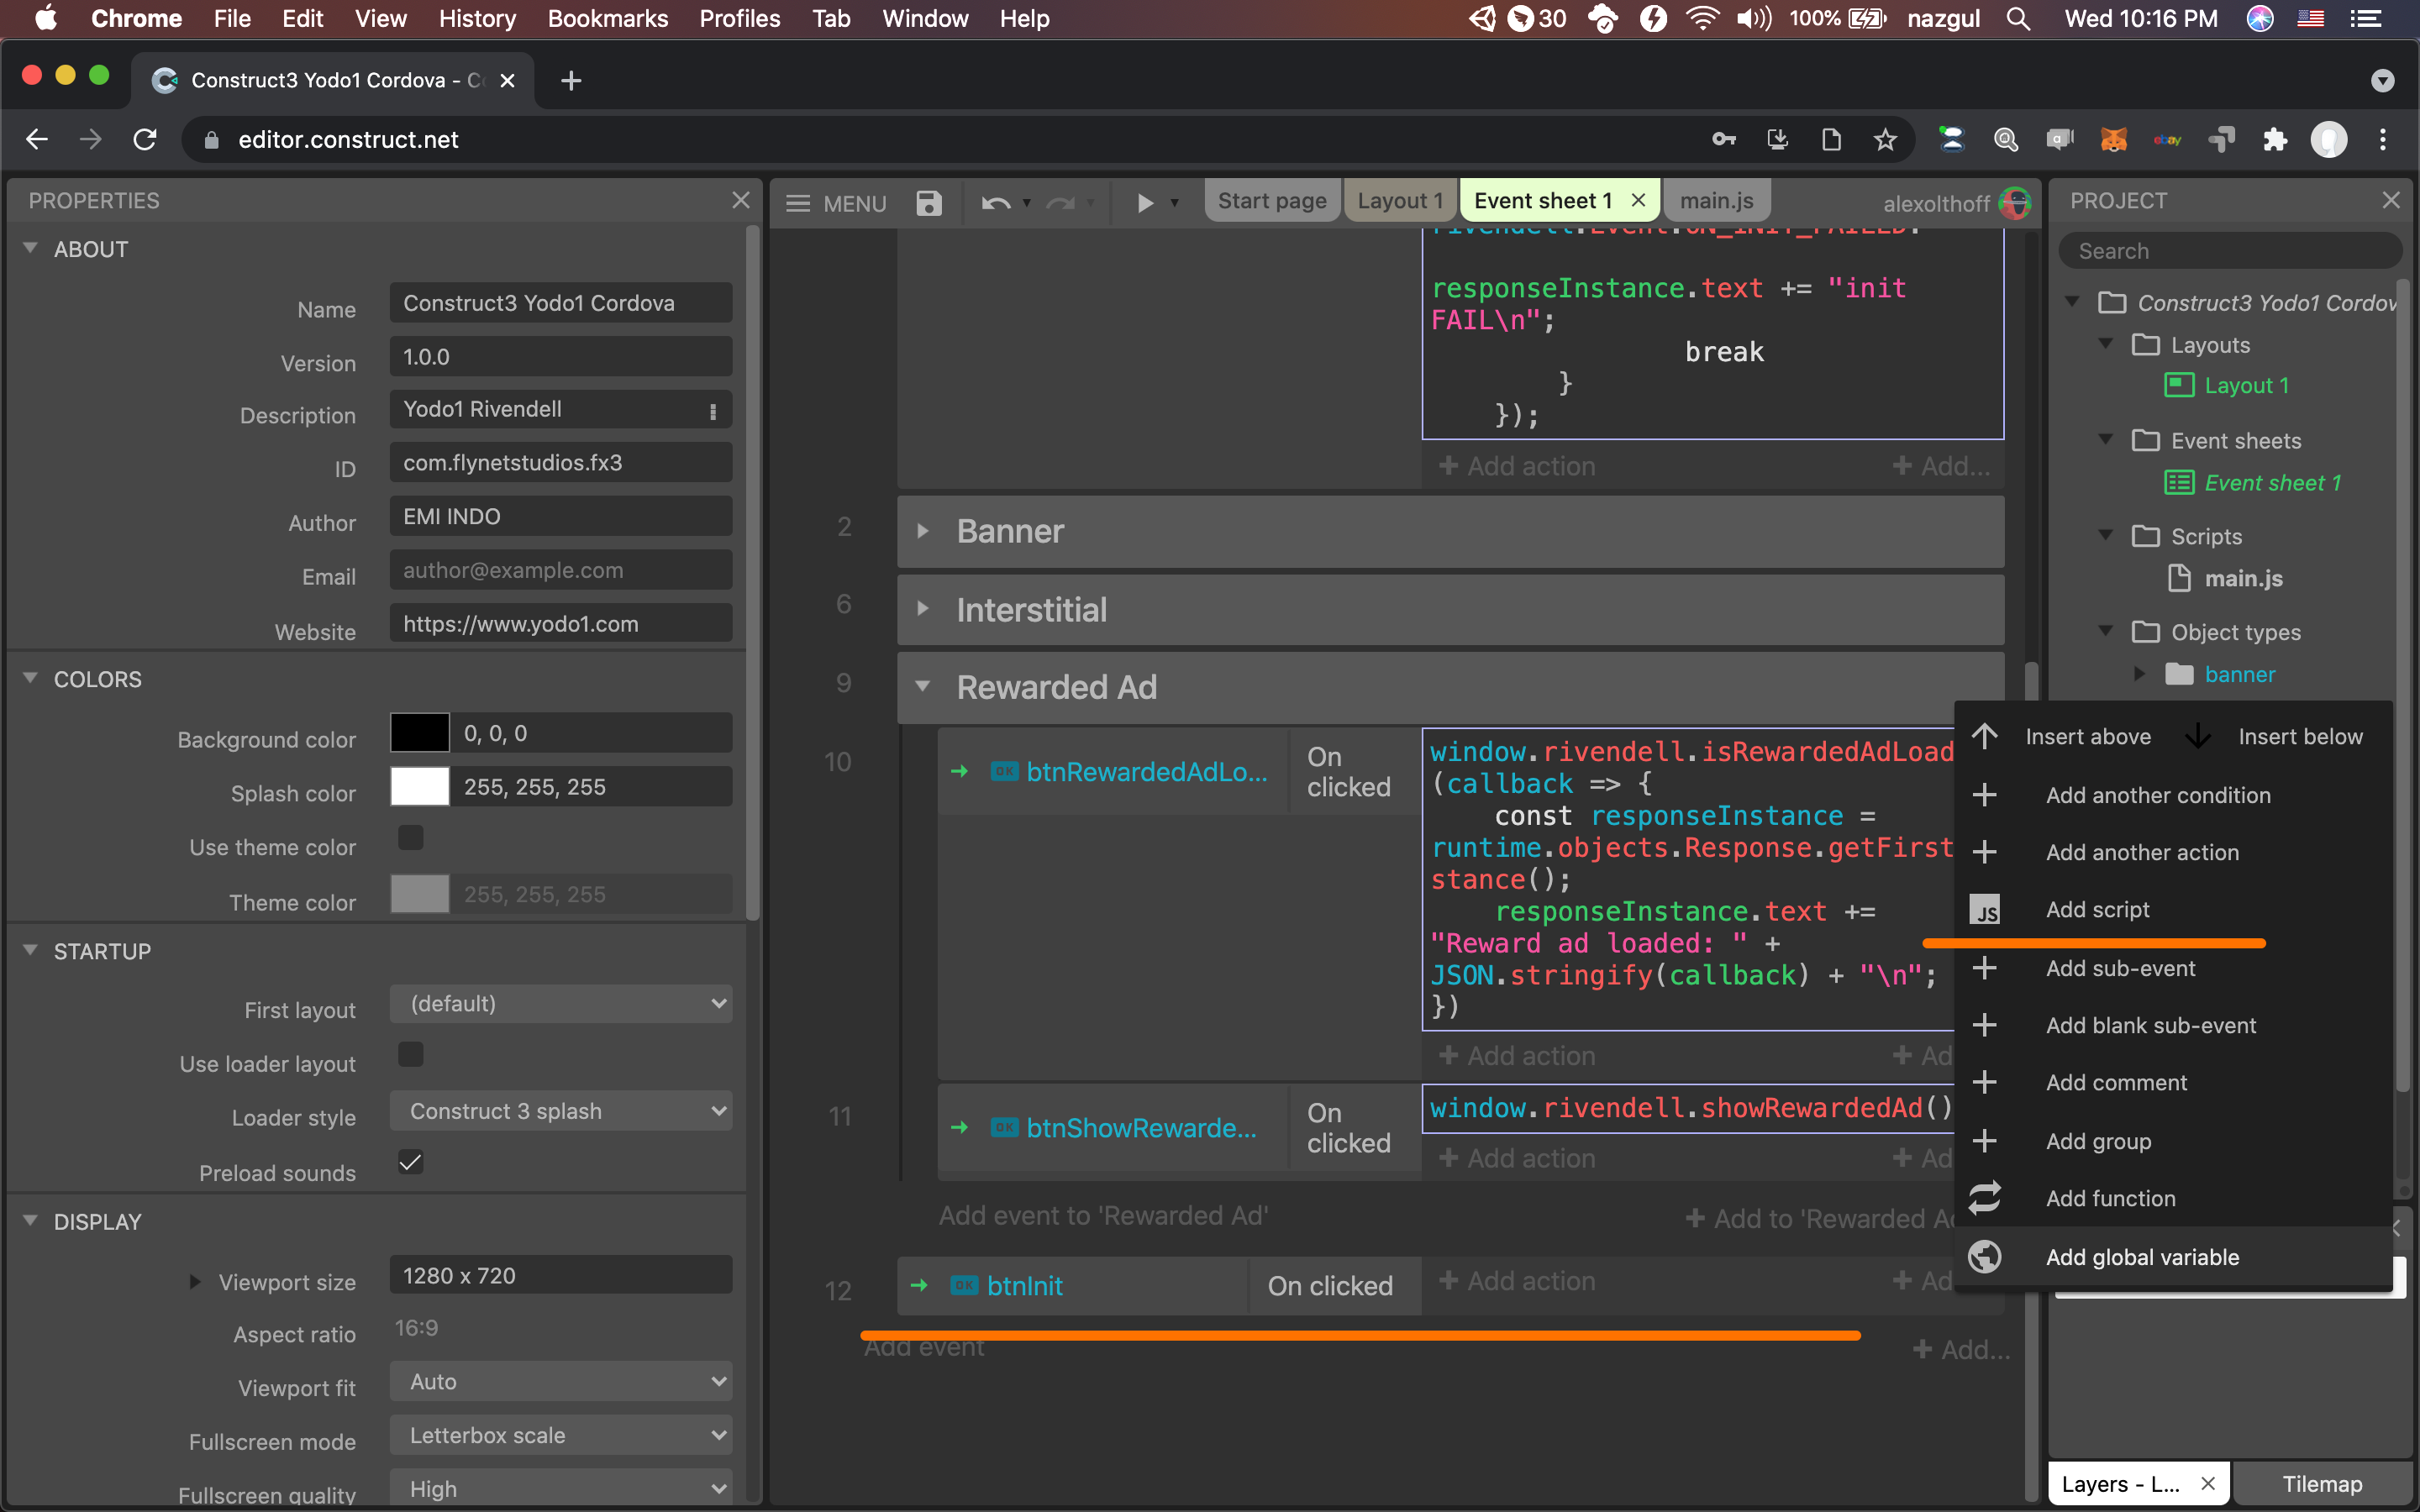 Chrome File Edit View History Bookmarks Profiles Tab Window Help 30 100% nazgul Wed 10:16 PM
Construct3 Yodo1 Cordova - C
editor.construct.net
PROPERTIES
ABOUT
Name Construct3 Yodo1 Cordova
Version 1.0.0
Description Yodo1 Rivendell
ID com.flynetstudios.fx3
Author EMI INDO
Email author@example.com
Website https://www.yodo1.com
COLORS
Background color 0, 0, 0
Splash color 255, 255, 255
Use theme color
Theme color 255, 255, 255
STARTUP
First layout (default)
Use loader layout
Loader style Construct 3 splash
Preload sounds
DISPLAY
Viewport size 1280 x 720
Aspect ratio 16:9
Viewport fit Auto
Fullscreen mode Letterbox scale
Fullscreen quality High
MENU Start page Layout 1 Event sheet 1 main.js alexolthoff
rivendell.Event.ON_INIT_FAILED:
responseInstance.text += "init
FAIL\n";
break
}
});
+ Add action + Add...
2 Banner
6 Interstitial
9 Rewarded Ad
10 OK btnRewardedAdLo... On clicked
window.rivendell.isRewardedAdLoad
(callback => {
const responseInstance =
runtime.objects.Response.getFirst
stance();
responseInstance.text +=
"Reward ad loaded: " +
JSON.stringify(callback) + "\n";
})
+ Add action + Ad
11 OK btnShowRewarde... On clicked
window.rivendell.showRewardedAd()
+ Add action + Ad
Add event to 'Rewarded Ad' + Add to 'Rewarded Ad
12 OK btnInit On clicked + Add action + Ad
Add event + Add...
PROJECT
Search
Construct3 Yodo1 Cordov
Layouts
Layout 1
Event sheets
Event sheet 1
Scripts
main.js
Object types
banner
Insert above Insert below
Add another condition
Add another action
JS Add script
Add sub-event
Add blank sub-event
Add comment
Add group
Add function
Add global variable
Layers - L... Tilemap